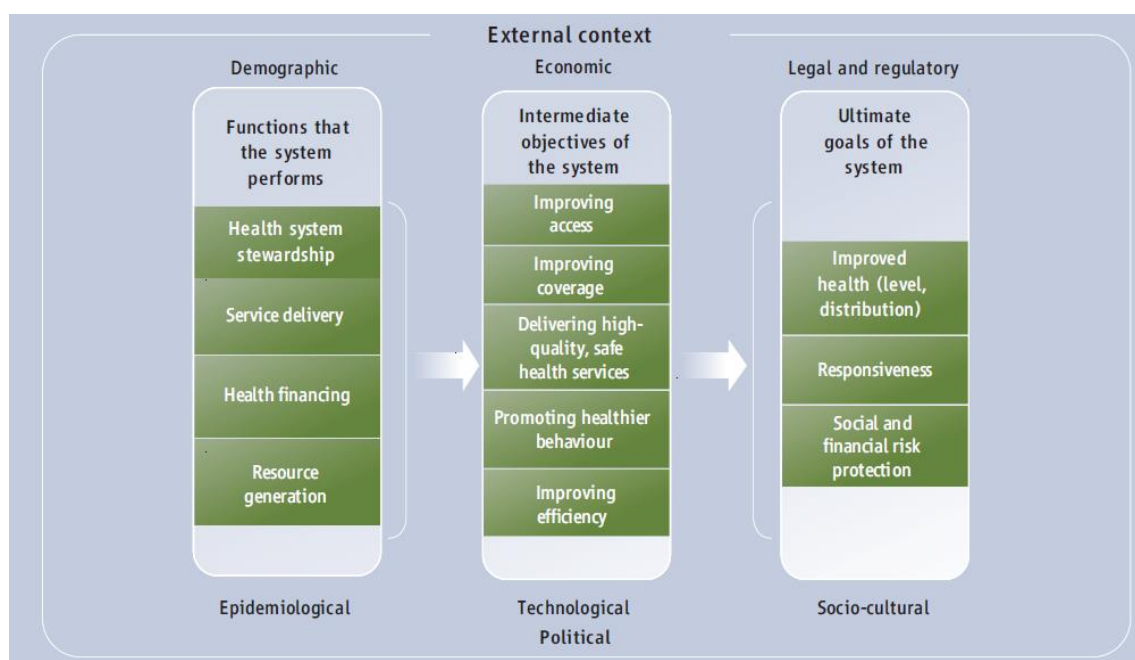 External context
Demographic
Economic
Legal and regulatory
Functions that
the system
performs
Health system
stewardship
Service delivery
Health financing
Resource
generation
Intermediate
objectives of
the system
Improving
access
Improving
coverage
Delivering high-
quality, safe
health services
Promoting healthier
behaviour
Improving
efficiency
Ultimate
goals of the
system
Improved
health (level,
distribution)
Responsiveness
Social and
financial risk
protection
Epidemiological
Technological
Socio-cultural
Political